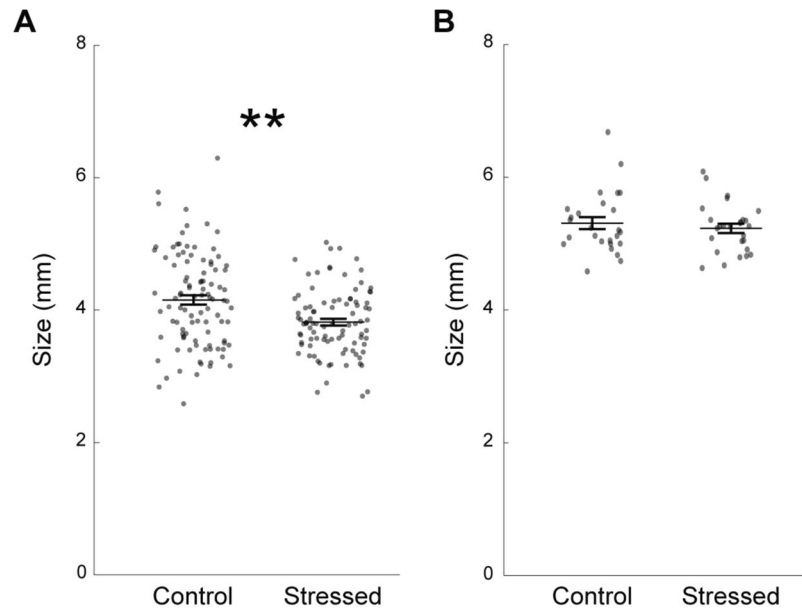 A
8
**
6
4
2
0
Size (mm)
Control Stressed
B
8
6
4
2
0
Size (mm)
Control Stressed